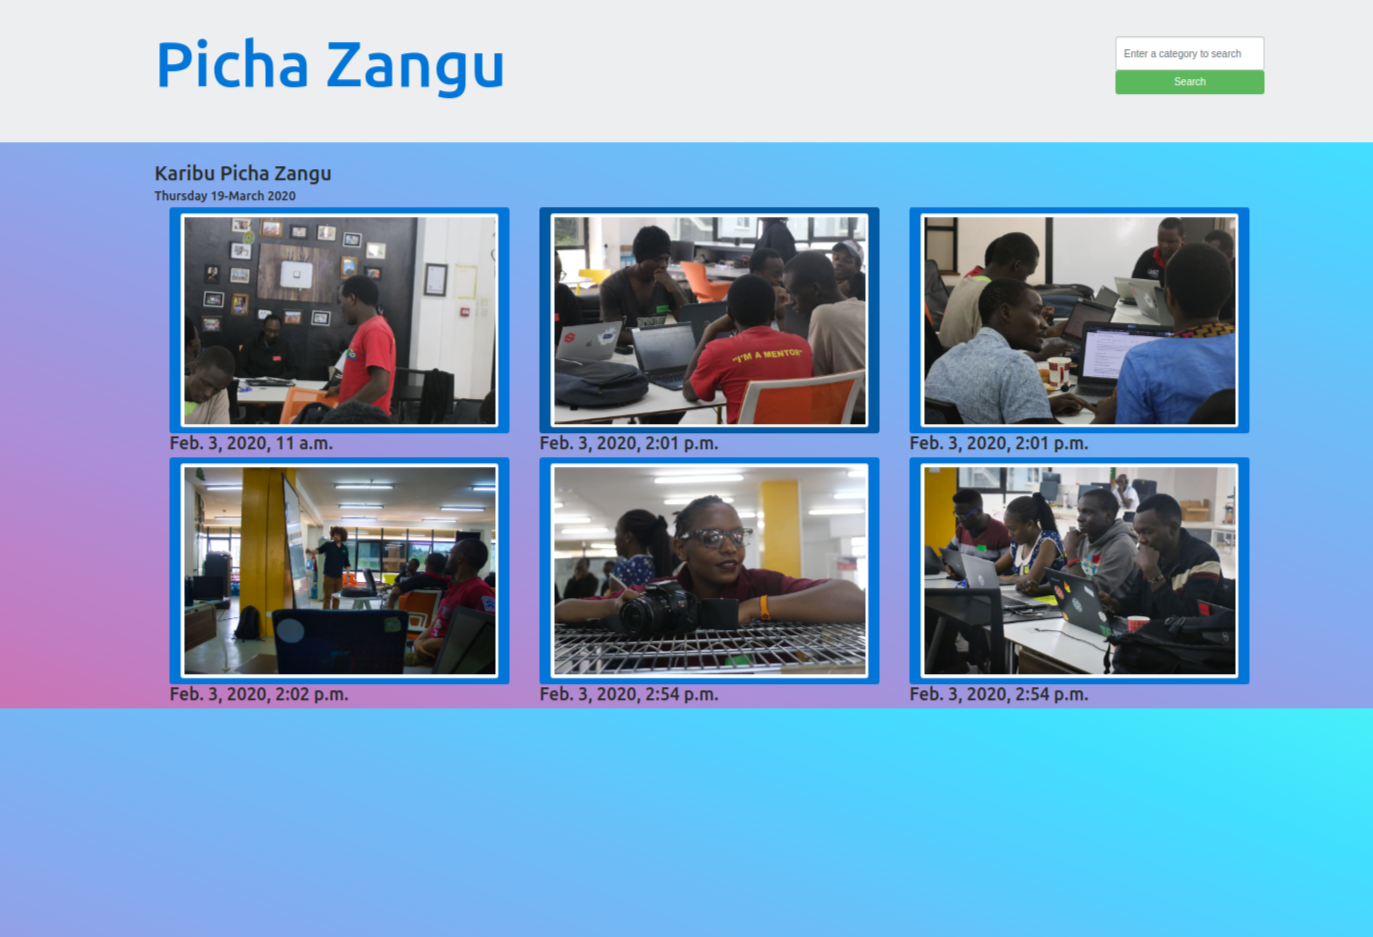 Picha Zangu
Enter a category to search
Search
Karibu Picha Zangu
Thursday 19-March 2020
"I'M A MENTOR"
Feb. 3, 2020, 11 a.m.
Feb. 3, 2020, 2:01 p.m.
Feb. 3, 2020, 2:01 p.m.
Feb. 3, 2020, 2:02 p.m.
Feb. 3, 2020, 2:54 p.m.
Feb. 3, 2020, 2:54 p.m.